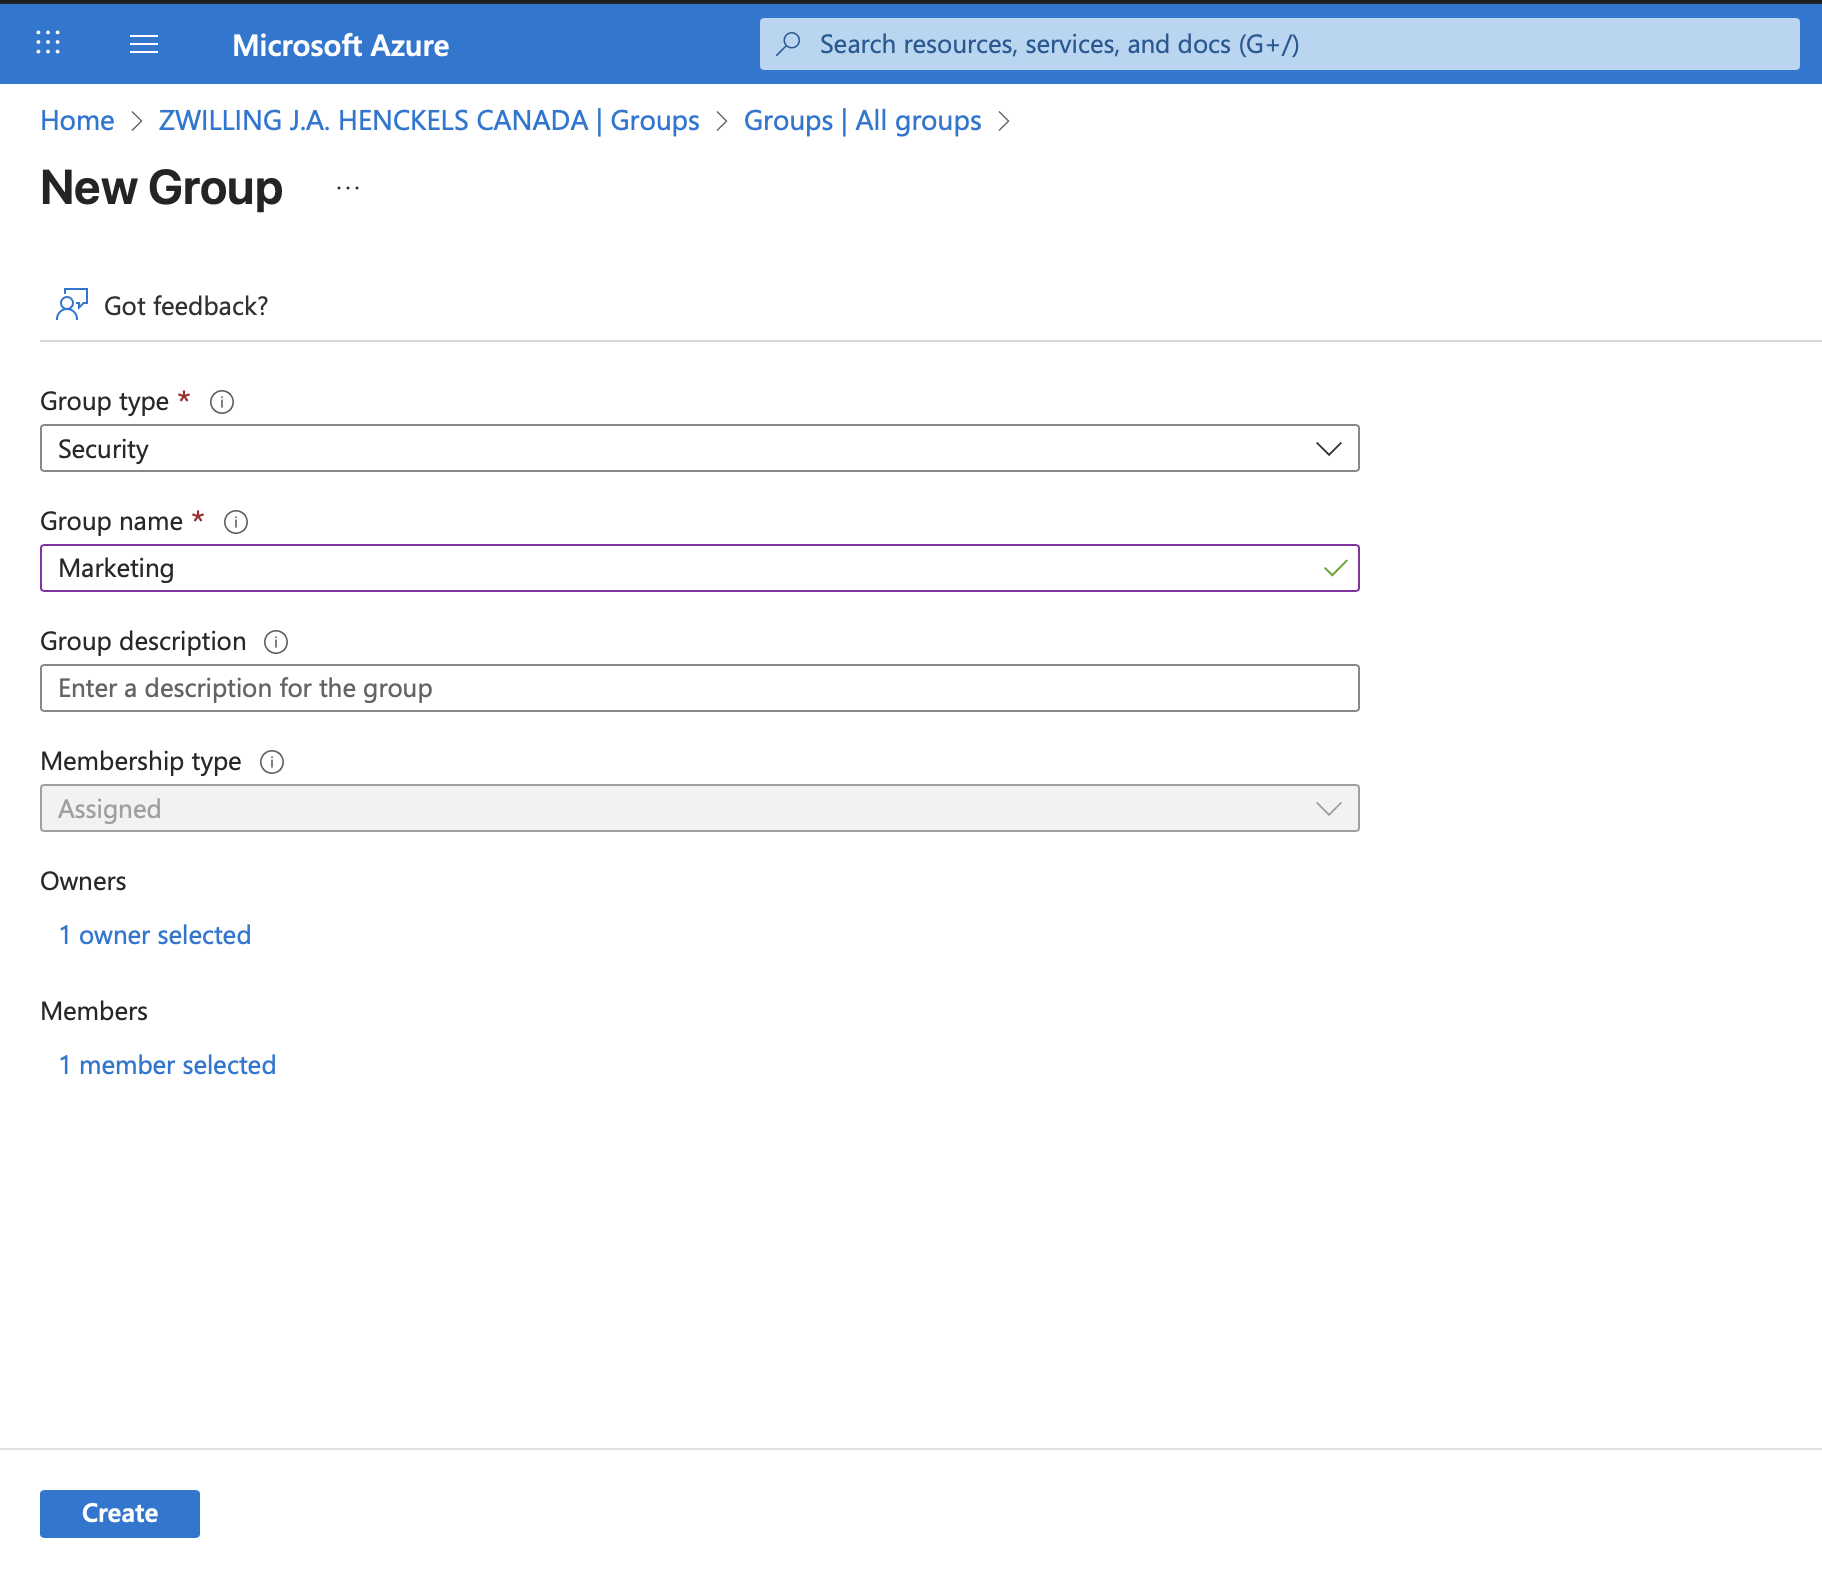 Microsoft Azure
Search resources, services, and docs (G+/)
Home > ZWILLING J.A. HENCKELS CANADA | Groups > Groups | All groups >
New Group ...
Got feedback?
Group type *
Security
Group name *
Marketing
Group description
Enter a description for the group
Membership type
Assigned
Owners
1 owner selected
Members
1 member selected
Create